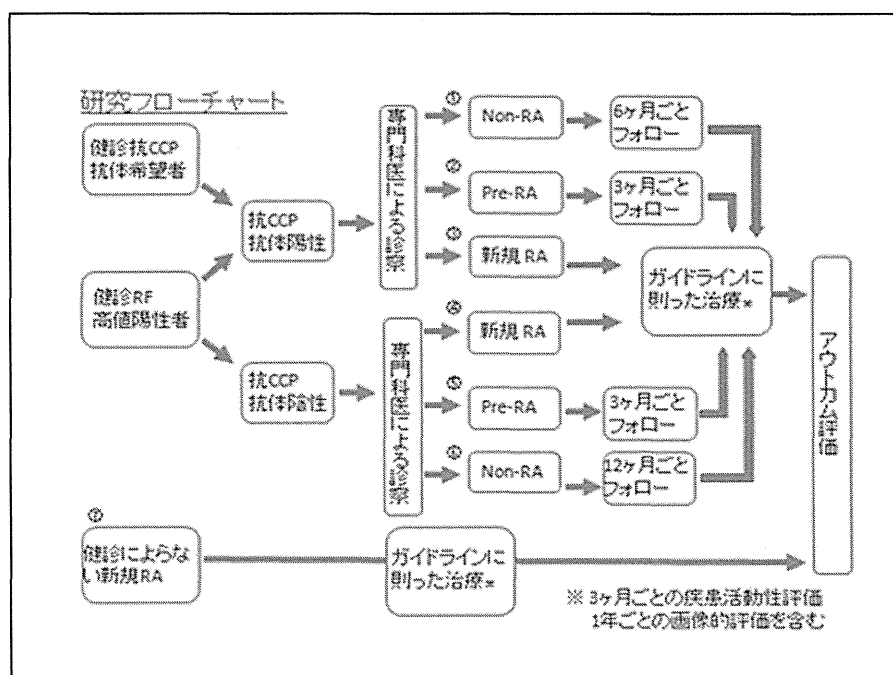 研究フローチャート
健診抗CCP
抗体希望者
健診RF
高値陽性者
抗CCP
抗体陽性
抗CCP
抗体陰性
専門科医による診察
専門科医による診察
①
Non-RA
6ヶ月ごと
フォロー
②
Pre-RA
3ヶ月ごと
フォロー
③
新規 RA
④
新規 RA
Pre-RA
3ヶ月ごと
フォロー
Non-RA
12ヶ月ごと
フォロー
ガイドラインに
則った治療※
アウトカム評価
⑦
健診によらな
い新規RA
ガイドラインに
則った治療※
※ 3ヶ月ごとの疾患活動性評価
1年ごとの画像的評価を含む